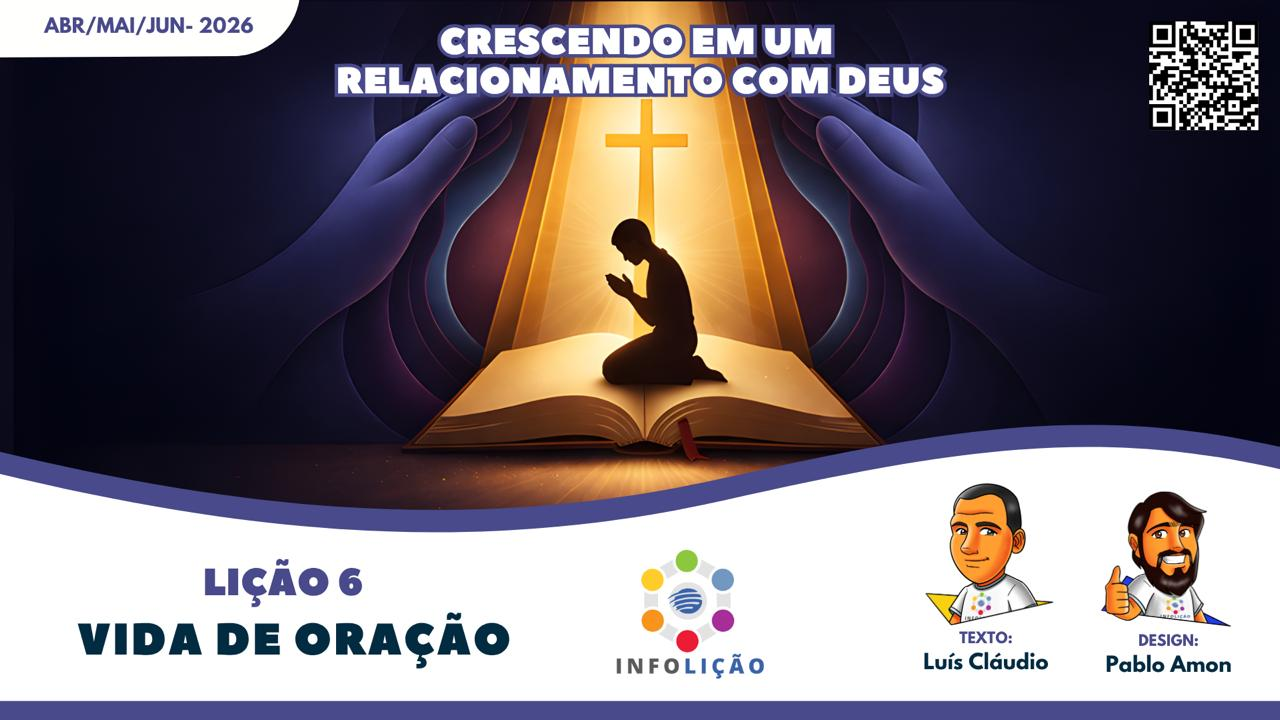 ABR/MAI/JUN- 2026
CRESCENDO EM UM
RELACIONAMENTO COM DEUS
LIÇÃO 6
VIDA DE ORAÇÃO
INFOLIÇÃO
TEXTO:
Luís Cláudio
DESIGN:
Pablo Amon